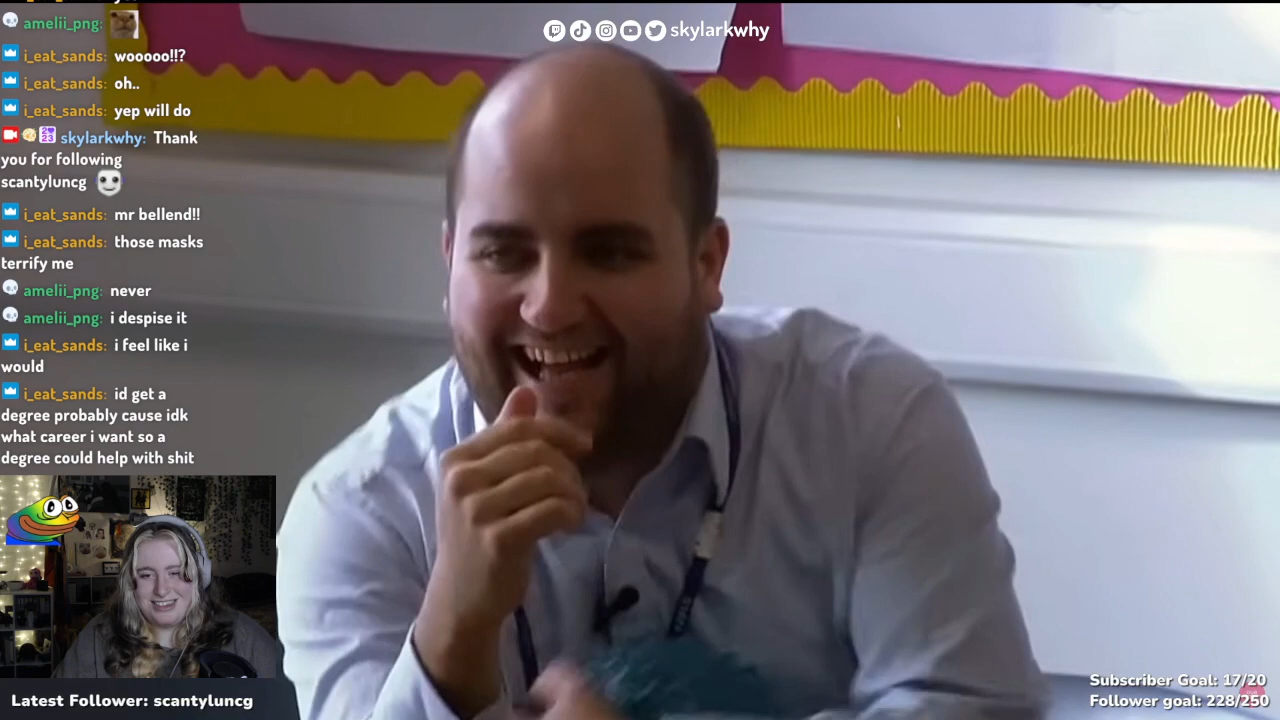 skylarkwhy
amelii_png:
i_eat_sands: wooooo!!?
i_eat_sands: oh..
i_eat_sands: yep will do
skylarkwhy: Thank
you for following
scantyluncg
i_eat_sands: mr bellend!!
i_eat_sands: those masks
terrify me
amelii_png: never
amelii_png: i despise it
i_eat_sands: i feel like i
would
i_eat_sands: id get a
degree probably cause idk
what career i want so a
degree could help with shit
Latest Follower: scantyluncg
Subscriber Goal: 17/20
Follower goal: 228/250